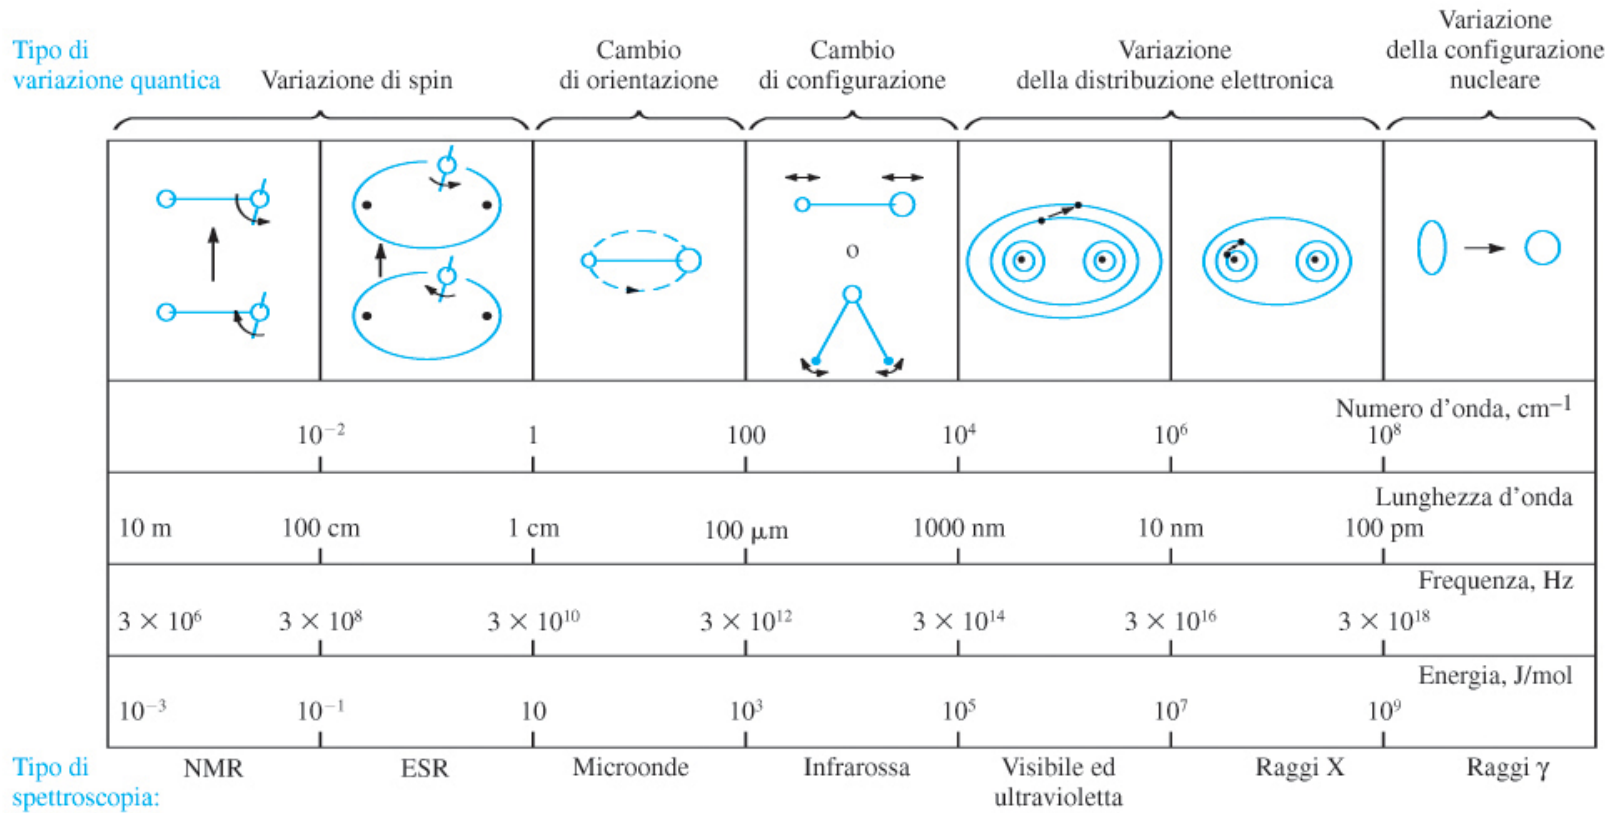 Tipo di
variazione quantica
Variazione di spin
Cambio
di orientazione
Cambio
di configurazione
Variazione
della distribuzione elettronica
Variazione
della configurazione
nucleare
o
Numero d’onda, cm⁻¹
10⁻² 1 100 10⁴ 10⁶ 10⁸
Lunghezza d’onda
10 m 100 cm 1 cm 100 μm 1000 nm 10 nm 100 pm
Frequenza, Hz
3 × 10⁶ 3 × 10⁸ 3 × 10¹⁰ 3 × 10¹² 3 × 10¹⁴ 3 × 10¹⁶ 3 × 10¹⁸
Energia, J/mol
10⁻³ 10⁻¹ 10 10³ 10⁵ 10⁷ 10⁹
Tipo di
spettroscopia:
NMR
ESR
Microonde
Infrarossa
Visibile ed
ultravioletta
Raggi X
Raggi γ